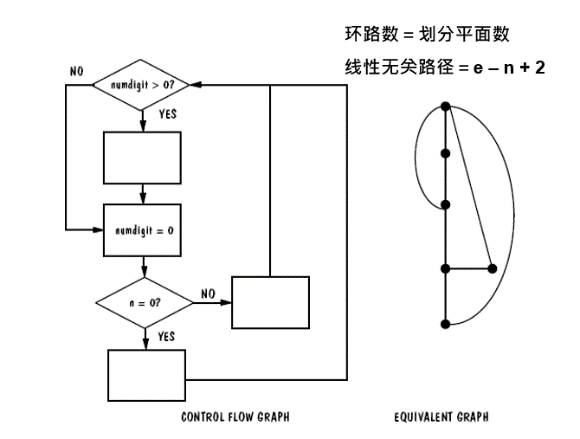 环路数 = 划分平面数
线性无关路径 = e – n + 2
NO
numdigit > 0?
YES
numdigit = 0
n = 0?
NO
YES
CONTROL FLOW GRAPH
EQUIVALENT GRAPH